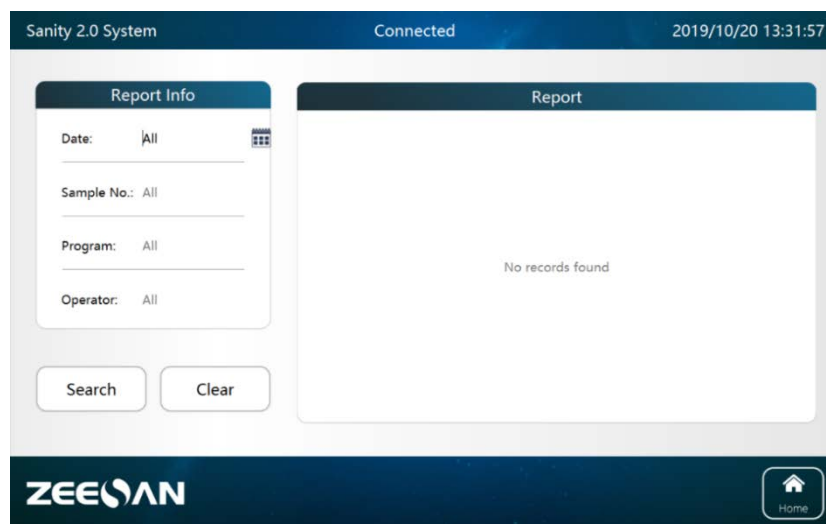 Sanity 2.0 System Connected 2019/10/20 13:31:57
Report Info
Date: All
Sample No.: All
Program: All
Operator: All
Search Clear
Report
No records found
ZEESAN
Home